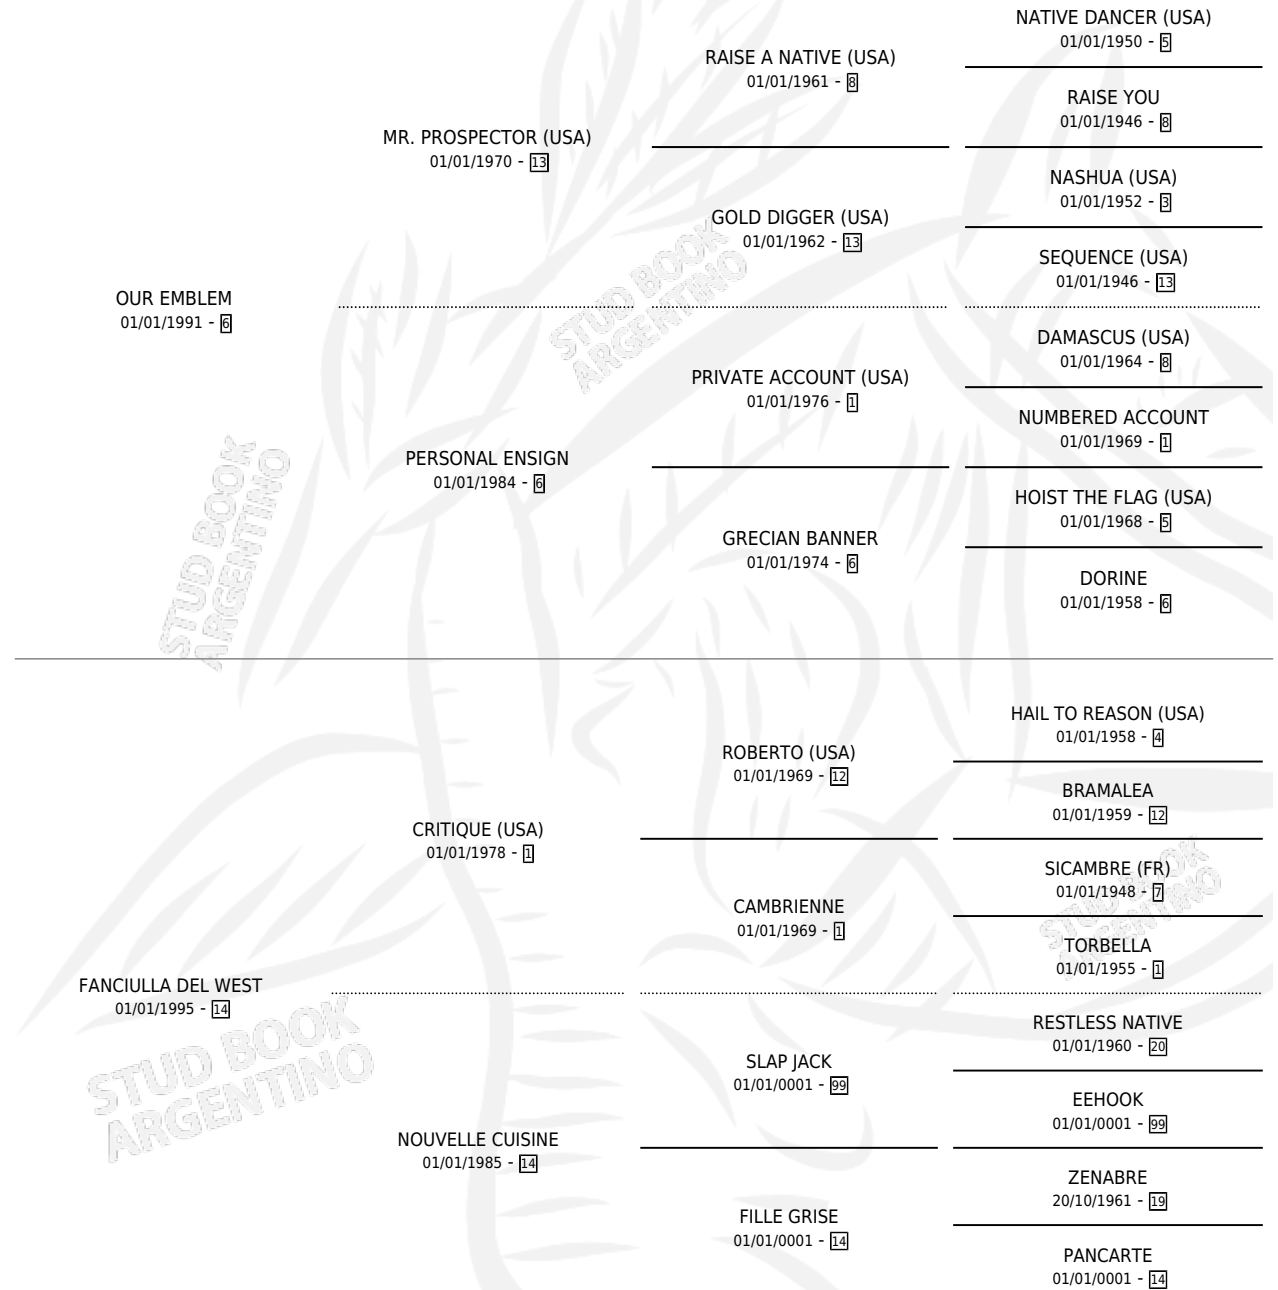 NATIVE DANCER (USA)
01/01/1950 - 5
RAISE A NATIVE (USA)
01/01/1961 - 8
RAISE YOU
01/01/1946 - 8
MR. PROSPECTOR (USA)
01/01/1970 - 13
NASHUA (USA)
01/01/1952 - 3
GOLD DIGGER (USA)
01/01/1962 - 13
SEQUENCE (USA)
01/01/1946 - 13
OUR EMBLEM
01/01/1991 - 6
STUD BOOK
ARGENTINO
DAMASCUS (USA)
01/01/1964 - 8
PRIVATE ACCOUNT (USA)
01/01/1976 - 1
NUMBERED ACCOUNT
01/01/1969 - 1
PERSONAL ENSIGN
01/01/1984 - 6
HOIST THE FLAG (USA)
01/01/1968 - 5
GRECIAN BANNER
01/01/1974 - 6
DORINE
01/01/1958 - 6
STUD BOOK
ARGENTINO
HAIL TO REASON (USA)
01/01/1958 - 4
ROBERTO (USA)
01/01/1969 - 12
BRAMALEA
01/01/1959 - 12
CRITIQUE (USA)
01/01/1978 - 1
SICAMBRE (FR)
01/01/1948 - 7
CAMBRIENNE
01/01/1969 - 1
STUD BOOK
ARGENTINO
TORBELLA
01/01/1955 - 1
FANCIULLA DEL WEST
01/01/1995 - 14
RESTLESS NATIVE
01/01/1960 - 20
SLAP JACK
01/01/0001 - 99
EEHOOK
01/01/0001 - 99
STUD BOOK
ARGENTINO
NOUVELLE CUISINE
01/01/1985 - 14
ZENABRE
20/10/1961 - 19
FILLE GRISE
01/01/0001 - 14
PANCARTE
01/01/0001 - 14